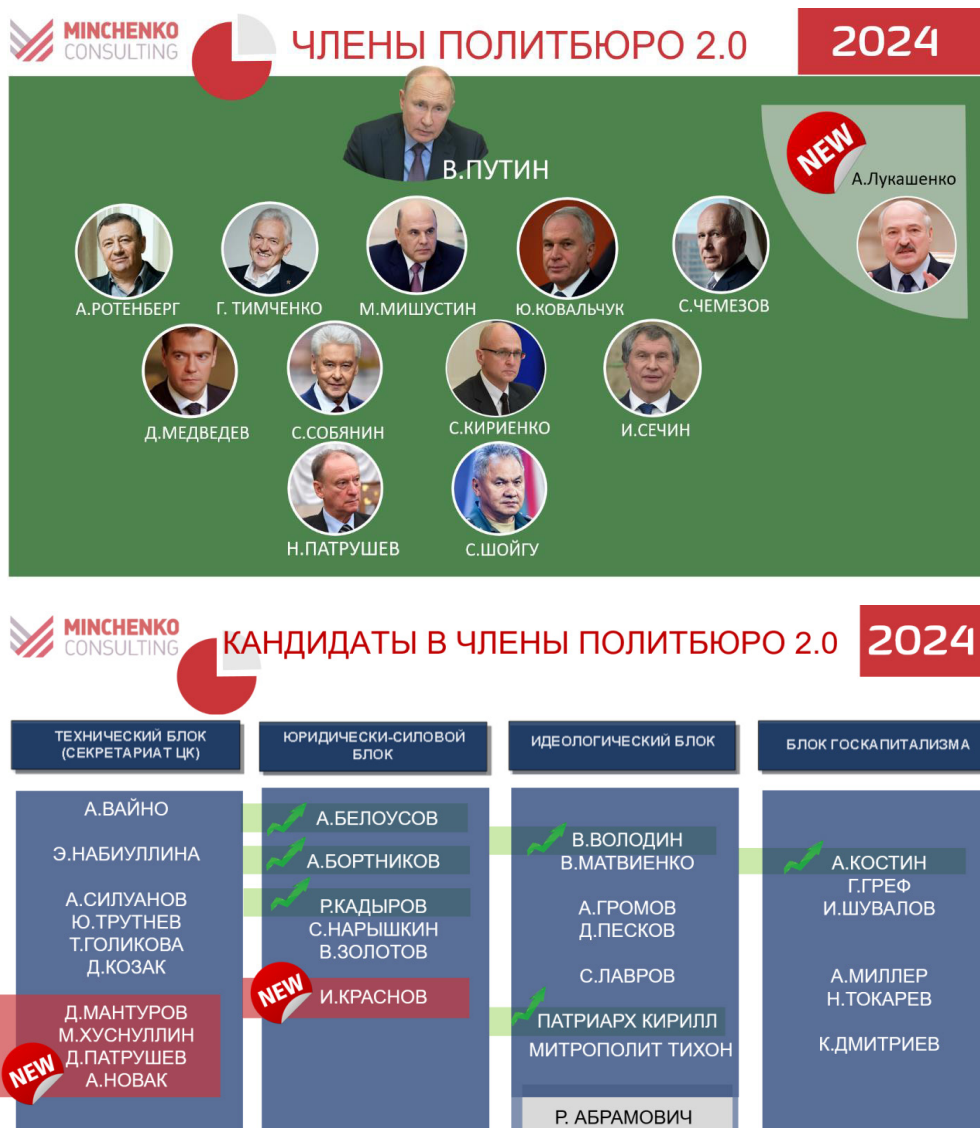 MINCHENKO
CONSULTING
ЧЛЕНЫ ПОЛИТБЮРО 2.0
2024
В.ПУТИН
NEW
А.Лукашенко
А.РОТЕНБЕРГ
Г. ТИМЧЕНКО
М.МИШУСТИН
Ю.КОВАЛЬЧУК
С.ЧЕМЕЗОВ
Д.МЕДВЕДЕВ
С.СОБЯНИН
С.КИРИЕНКО
И.СЕЧИН
Н.ПАТРУШЕВ
С.ШОЙГУ
MINCHENKO
CONSULTING
КАНДИДАТЫ В ЧЛЕНЫ ПОЛИТБЮРО 2.0
2024
ТЕХНИЧЕСКИЙ БЛОК
(СЕКРЕТАРИАТ ЦК)
А.ВАЙНО
Э.НАБИУЛЛИНА
А.СИЛУАНОВ
Ю.ТРУТНЕВ
Т.ГОЛИКОВА
Д.КОЗАК
Д.МАНТУРОВ
М.ХУСНУЛЛИН
Д.ПАТРУШЕВ
А.НОВАК
NEW
ЮРИДИЧЕСКИ-СИЛОВОЙ
БЛОК
А.БЕЛОУСОВ
А.БОРТНИКОВ
Р.КАДЫРОВ
С.НАРЫШКИН
В.ЗОЛОТОВ
NEW
И.КРАСНОВ
ИДЕОЛОГИЧЕСКИЙ БЛОК
В.ВОЛОДИН
В.МАТВИЕНКО
А.ГРОМОВ
Д.ПЕСКОВ
С.ЛАВРОВ
ПАТРИАРХ КИРИЛЛ
МИТРОПОЛИТ ТИХОН
Р. АБРАМОВИЧ
БЛОК ГОСКАПИТАЛИЗМА
А.КОСТИН
Г.ГРЕФ
И.ШУВАЛОВ
А.МИЛЛЕР
Н.ТОКАРЕВ
К.ДМИТРИЕВ